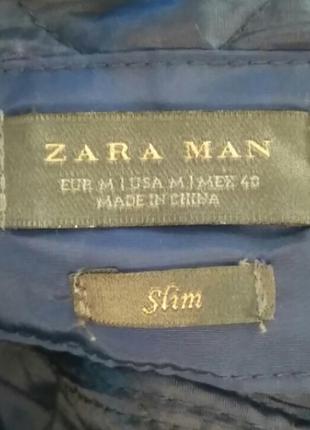 ZARA MAN
EUR M | USA M | MEX 40
MADE IN CHINA
Slim